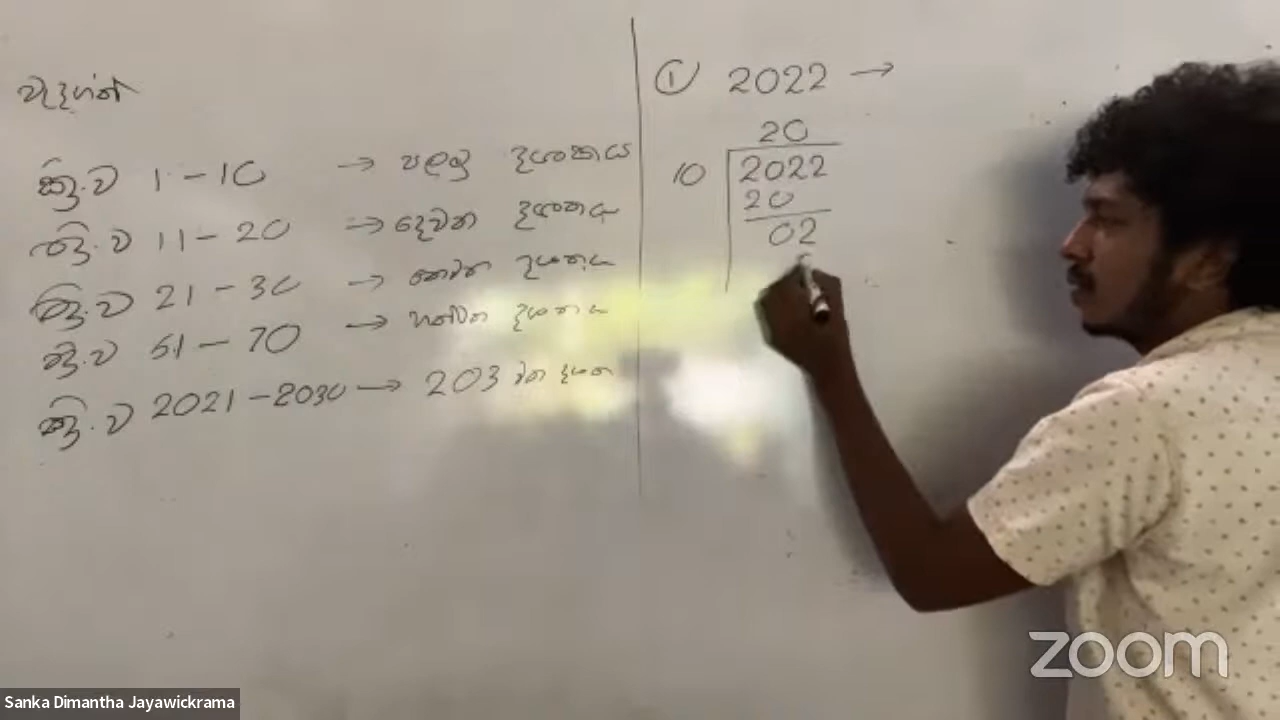 වැදගත්
ක්‍රි.ව 1 - 10 → පළමු දශකය
ක්‍රි.ව 11 - 20 → දෙවන දශකය
ක්‍රි.ව 21 - 30 → තෙවන දශකය
ක්‍රි.ව 61 - 70 → හත්වන දශකය
ක්‍රි.ව 2021 - 2030 → 203 වන දශක
① 2022 →
20
10 2022
20
02
zoom
Sanka Dimantha Jayawickrama